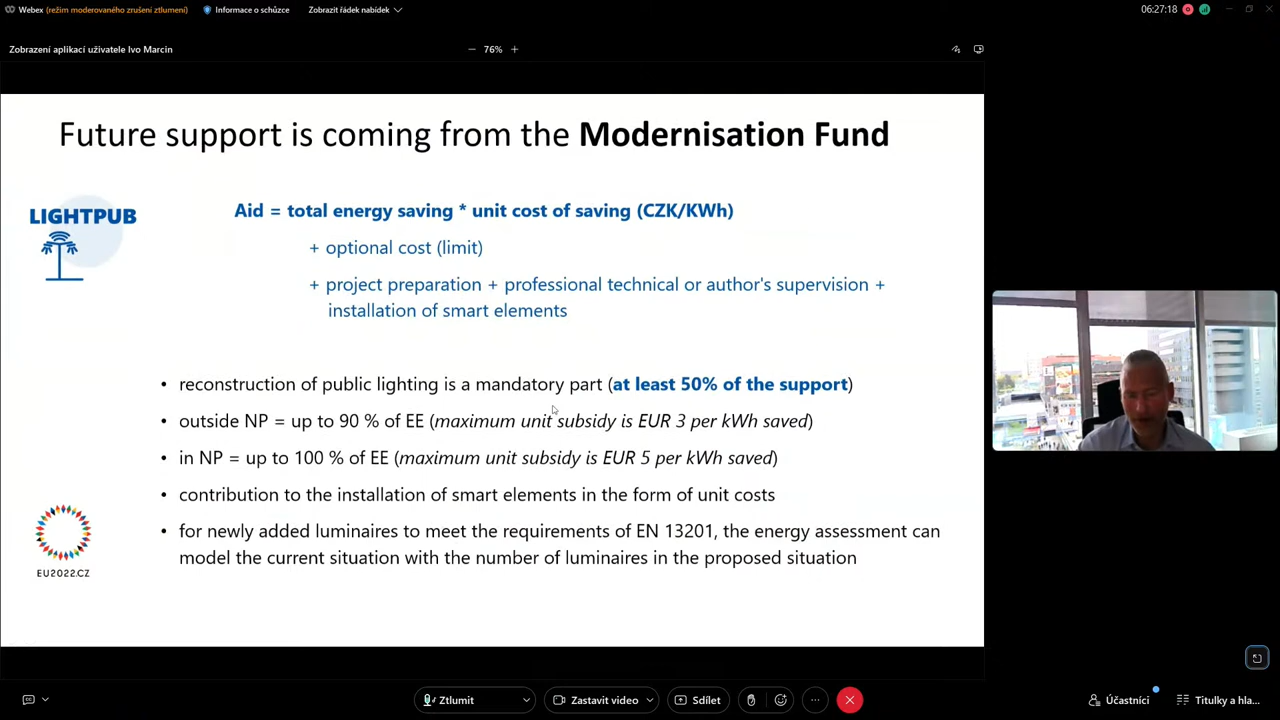 Webex (režim moderovaného zrušení ztlumení) Informace o schůzce Zobrazit řádek nabídek 06:27:18
Zobrazení aplikací uživatele Ivo Marcin 76%
Future support is coming from the Modernisation Fund
LIGHTPUB
Aid = total energy saving * unit cost of saving (CZK/KWh)
+ optional cost (limit)
+ project preparation + professional technical or author's supervision +
installation of smart elements
• reconstruction of public lighting is a mandatory part (at least 50% of the support)
• outside NP = up to 90 % of EE (maximum unit subsidy is EUR 3 per kWh saved)
• in NP = up to 100 % of EE (maximum unit subsidy is EUR 5 per kWh saved)
• contribution to the installation of smart elements in the form of unit costs
• for newly added luminaires to meet the requirements of EN 13201, the energy assessment can
model the current situation with the number of luminaires in the proposed situation
EU2022.CZ
Ztlumit Zastavit video Sdílet Účastníci Titulky a hla...